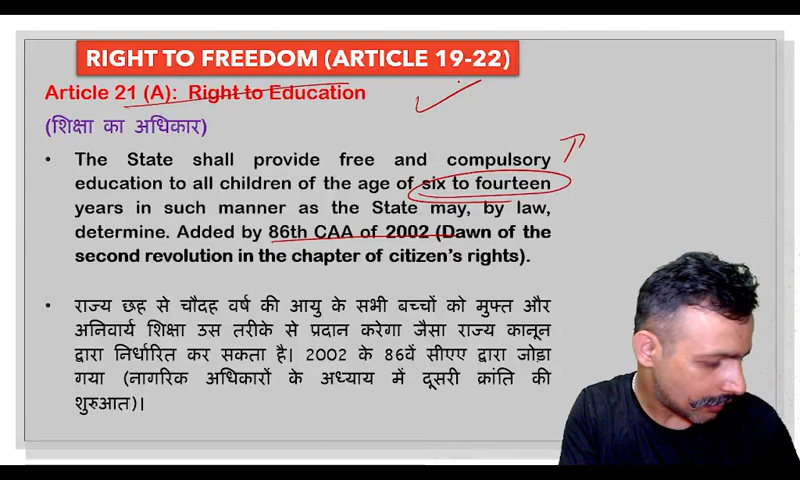 RIGHT TO FREEDOM (ARTICLE 19-22)
Article 21 (A): Right to Education
(शिक्षा का अधिकार)
• The State shall provide free and compulsory
education to all children of the age of six to fourteen
years in such manner as the State may, by law,
determine. Added by 86th CAA of 2002 (Dawn of the
second revolution in the chapter of citizen's rights).
• राज्य छह से चौदह वर्ष की आयु के सभी बच्चों को मुफ्त और
अनिवार्य शिक्षा उस तरीके से प्रदान करेगा जैसा राज्य कानून
द्वारा निर्धारित कर सकता है। 2002 के 86वें सीएए द्वारा जोड़ा
गया (नागरिक अधिकारों के अध्याय में दूसरी क्रांति की
शुरुआत)।